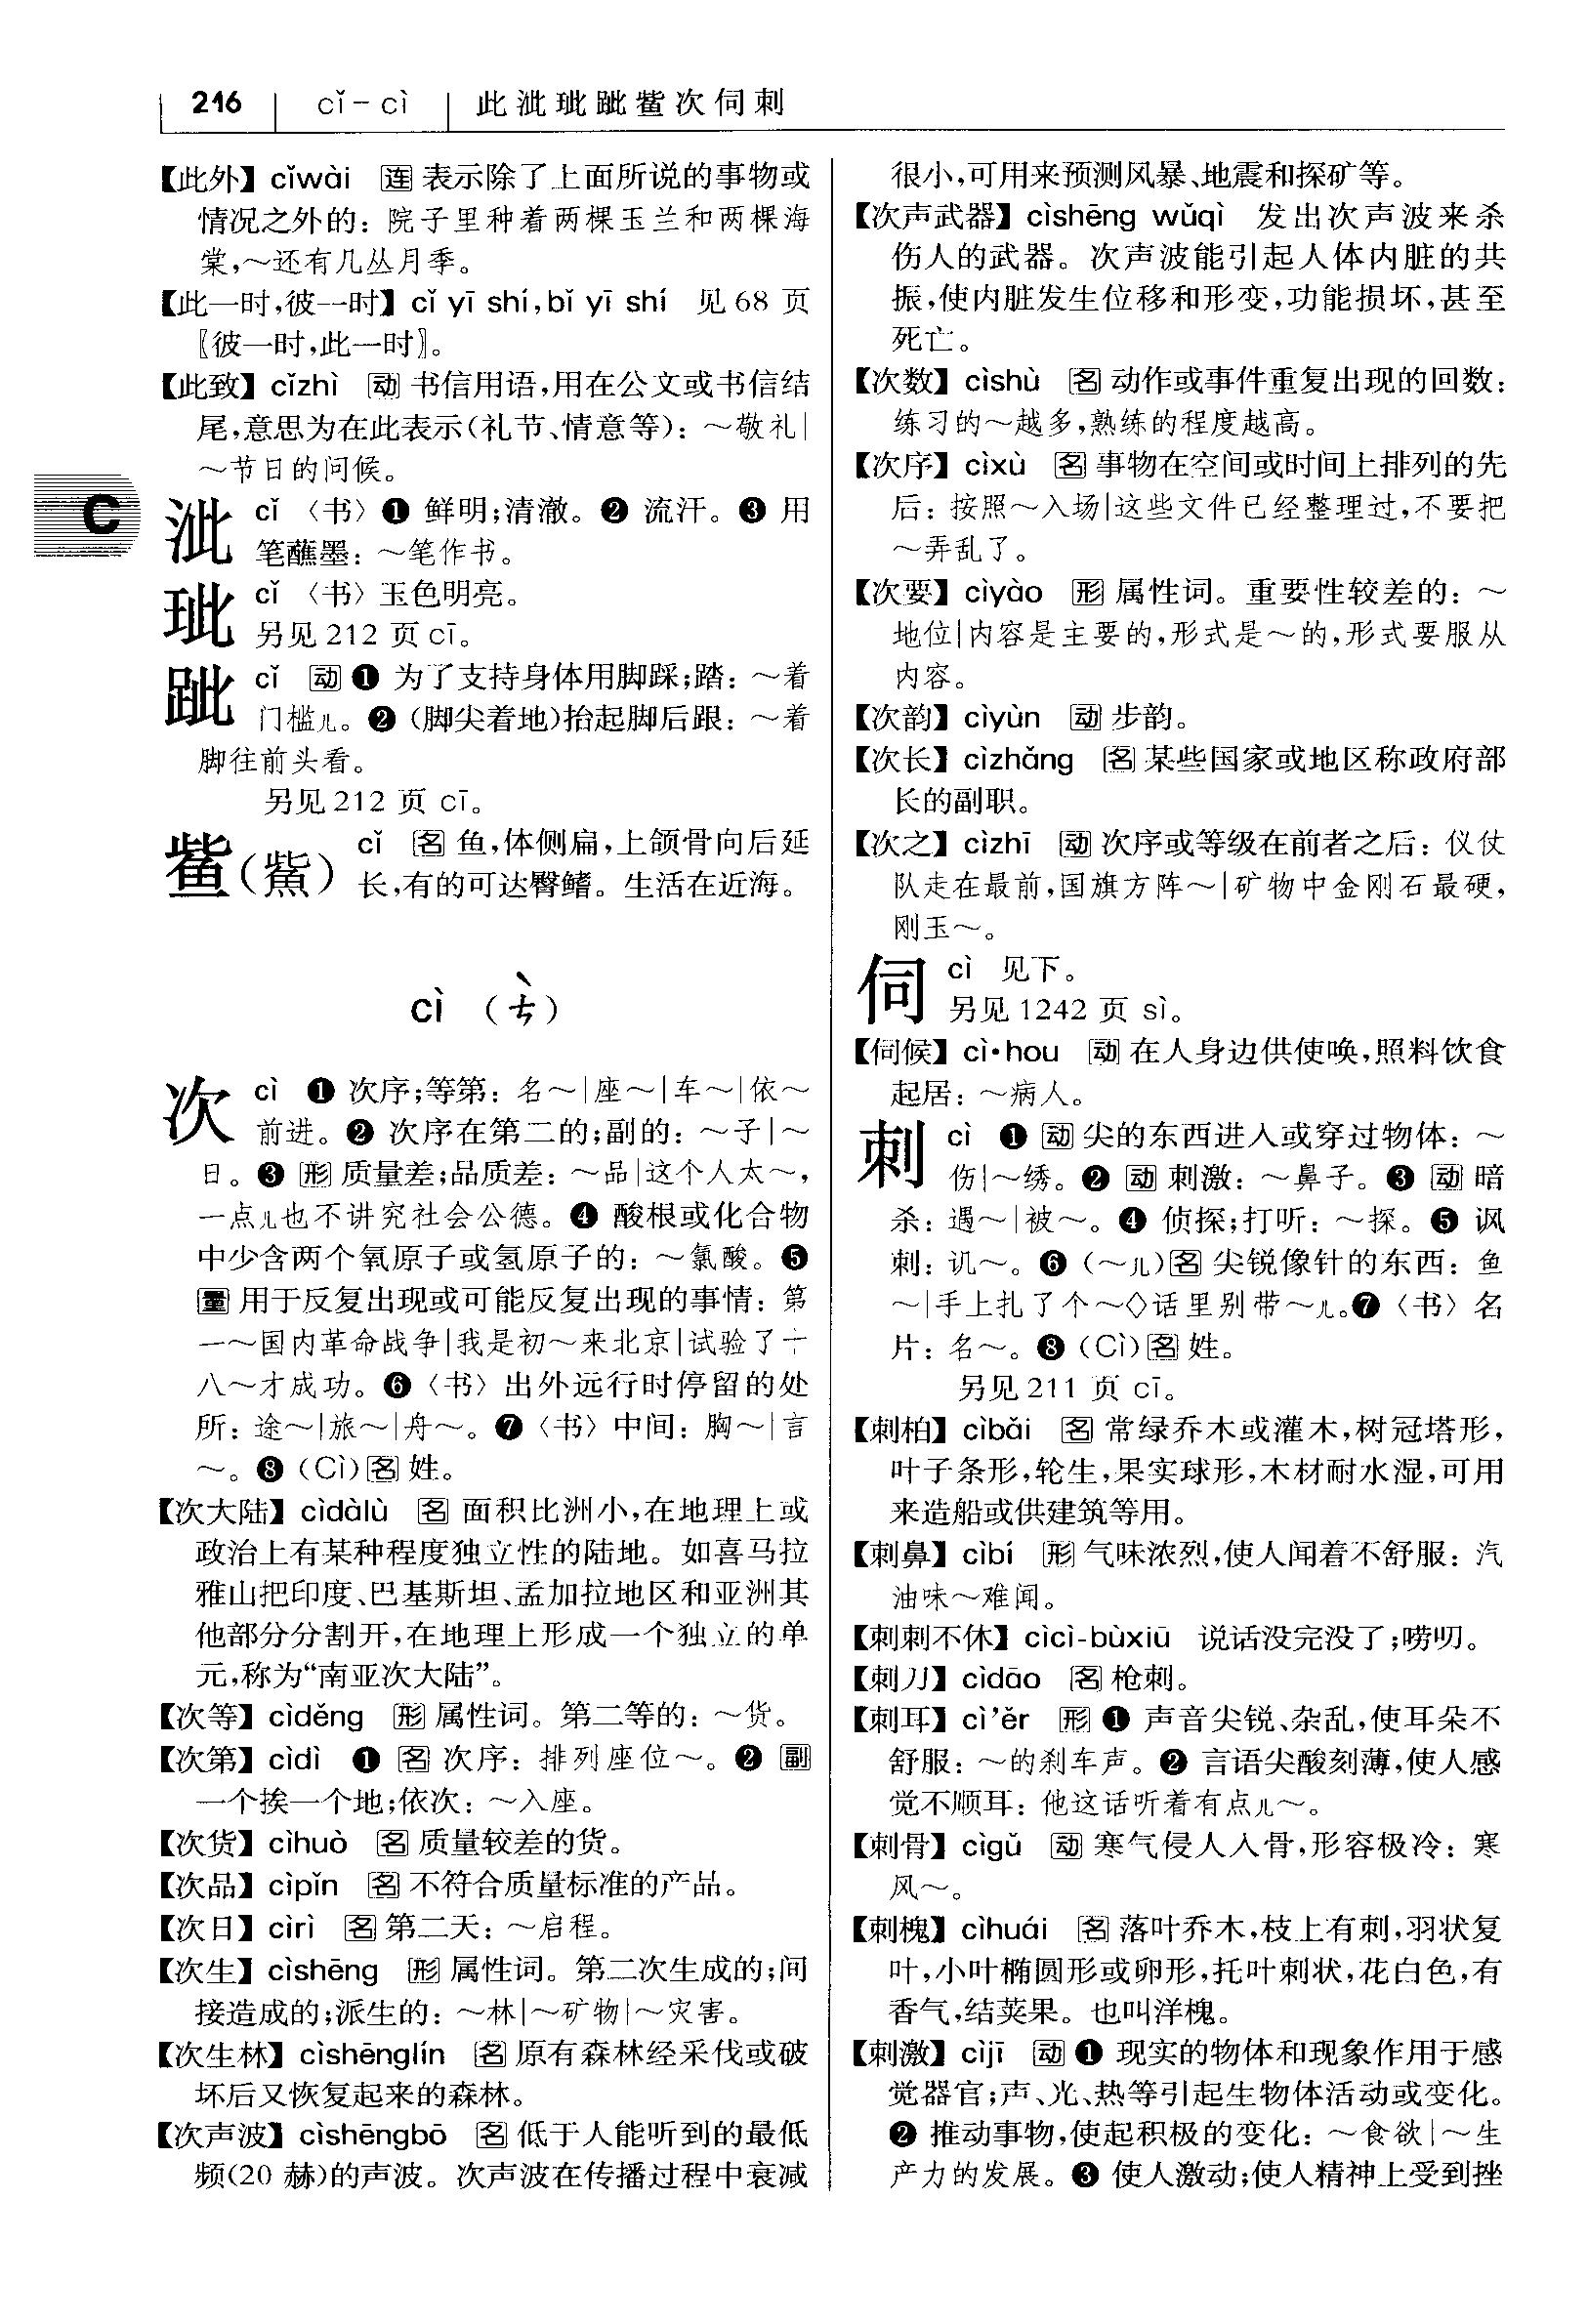 216 cǐ-cì 此泚玼跐鮆次伺刺
【此外】cǐwài 连 表示除了上面所说的事物或
情况之外的：院子里种着两棵玉兰和两棵海
棠,～还有几丛月季。
【此一时,彼一时】cǐ yī shí,bǐ yī shí 见68页
〖彼一时,此一时〗。
【此致】cǐzhì 动 书信用语,用在公文或书信结
尾,意思为在此表示(礼节、情意等)：～敬礼|
～节日的问候。
C
泚 cǐ 〈书〉❶ 鲜明;清澈。❷ 流汗。❸ 用
笔蘸墨：～笔作书。
玼 cǐ 〈书〉玉色明亮。
另见212页cī。
跐 cǐ 动❶ 为了支持身体用脚踩;踏：～着
门槛儿。❷ (脚尖着地)抬起脚后跟：～着
脚往前头看。
另见212页 cī。
鮆(鮆) cǐ 名 鱼,体侧扁,上颌骨向后延
长,有的可达臀鳍。生活在近海。
cì (ㄘˋ)
次 cì ❶ 次序;等第：名～|座～|车～|依～
前进。❷ 次序在第二的;副的：～子|～
日。❸ 形 质量差;品质差：～品|这个人太～,
一点儿也不讲究社会公德。❹ 酸根或化合物
中少含两个氧原子或氢原子的：～氯酸。❺
量 用于反复出现或可能反复出现的事情：第
一～国内革命战争|我是初～来北京|试验了十
八～才成功。❻〈书〉出外远行时停留的处
所：途～|旅～|舟～。❼〈书〉中间：胸～|言
～。❽ (Cì)名 姓。
【次大陆】cìdàlù 名 面积比洲小,在地理上或
政治上有某种程度独立性的陆地。如喜马拉
雅山把印度、巴基斯坦、孟加拉地区和亚洲其
他部分分割开,在地理上形成一个独立的单
元,称为“南亚次大陆”。
【次等】cìděng 形 属性词。第二等的：～货。
【次第】cìdì ❶ 名 次序：排列座位～。❷ 副
一个挨一个地;依次：～入座。
【次货】cìhuò 名 质量较差的货。
【次品】cìpǐn 名 不符合质量标准的产品。
【次日】cìrì 名 第二天：～启程。
【次生】cìshēng 形 属性词。第二次生成的;间
接造成的;派生的：～林|～矿物|～灾害。
【次生林】cìshēnglín 名 原有森林经采伐或破
坏后又恢复起来的森林。
【次声波】cìshēngbō 名 低于人能听到的最低
频(20赫)的声波。次声波在传播过程中衰减
很小,可用来预测风暴、地震和探矿等。
【次声武器】cìshēng wǔqì 发出次声波来杀
伤人的武器。次声波能引起人体内脏的共
振,使内脏发生位移和形变,功能损坏,甚至
死亡。
【次数】cìshù 名 动作或事件重复出现的回数：
练习的～越多,熟练的程度越高。
【次序】cìxù 名 事物在空间或时间上排列的先
后：按照～入场|这些文件已经整理过,不要把
～弄乱了。
【次要】cìyào 形 属性词。重要性较差的：～
地位|内容是主要的,形式是～的,形式要服从
内容。
【次韵】cìyùn 动 步韵。
【次长】cìzhǎng 名 某些国家或地区称政府部
长的副职。
【次之】cìzhī 动 次序或等级在前者之后：仪仗
队走在最前,国旗方阵～|矿物中金刚石最硬,
刚玉～。
伺 cì 见下。
另见1242页 sì。
【伺候】cì·hou 动 在人身边供使唤,照料饮食
起居：～病人。
刺 cì ❶ 动 尖的东西进入或穿过物体：～
伤|～绣。❷ 动 刺激：～鼻子。❸ 动 暗
杀：遇～|被～。❹ 侦探;打听：～探。❺ 讽
刺：讥～。❻ (～儿)名 尖锐像针的东西：鱼
～|手上扎了个～◇话里别带～儿。❼〈书〉名
片：名～。❽ (Cì)名 姓。
另见211页 cī。
【刺柏】cìbǎi 名 常绿乔木或灌木,树冠塔形,
叶子条形,轮生,果实球形,木材耐水湿,可用
来造船或供建筑等用。
【刺鼻】cìbí 形 气味浓烈,使人闻着不舒服：汽
油味～难闻。
【刺刺不休】cìcì-bùxiū 说话没完没了;唠叨。
【刺刀】cìdāo 名 枪刺。
【刺耳】cì’ěr 形❶ 声音尖锐、杂乱,使耳朵不
舒服：～的刹车声。❷ 言语尖酸刻薄,使人感
觉不顺耳：他这话听着有点儿～。
【刺骨】cìgǔ 动 寒气侵人入骨,形容极冷：寒
风～。
【刺槐】cìhuái 名 落叶乔木,枝上有刺,羽状复
叶,小叶椭圆形或卵形,托叶刺状,花白色,有
香气,结荚果。也叫洋槐。
【刺激】cìjī 动❶ 现实的物体和现象作用于感
觉器官;声、光、热等引起生物体活动或变化。
❷ 推动事物,使起积极的变化：～食欲|～生
产力的发展。❸ 使人激动;使人精神上受到挫